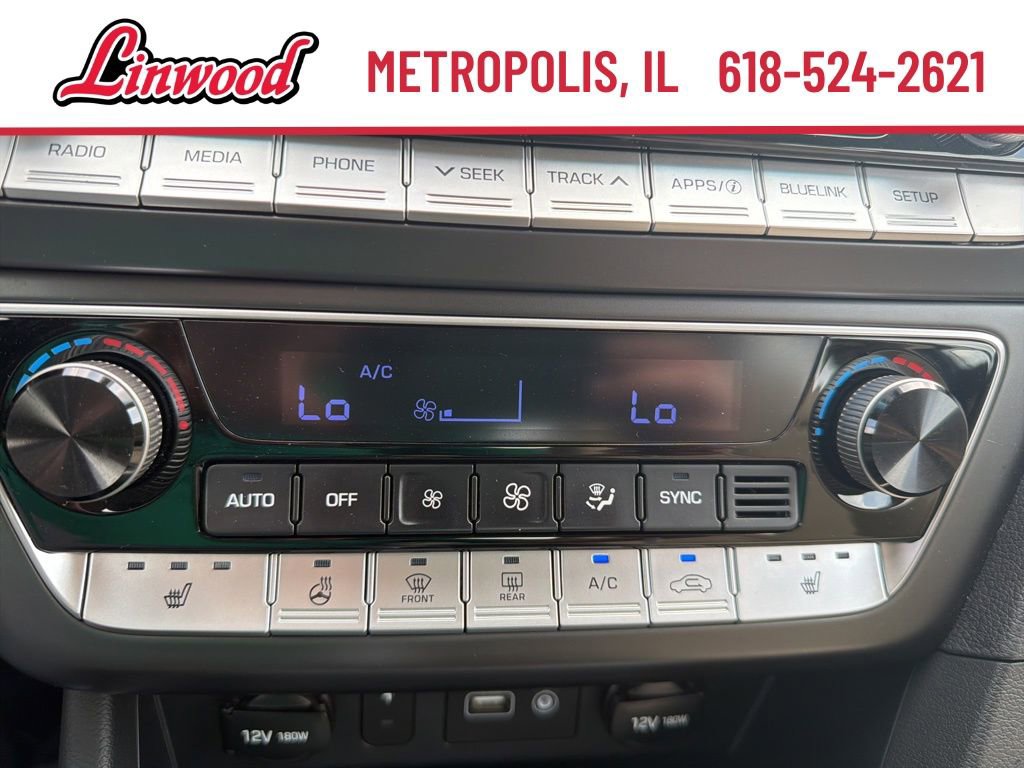 Linwood
METROPOLIS, IL 618-524-2621
RADIO MEDIA PHONE SEEK TRACK APPS/i BLUELINK SETUP
A/C
Lo Lo
AUTO OFF SYNC
FRONT REAR A/C
12V 180W 12V 180W